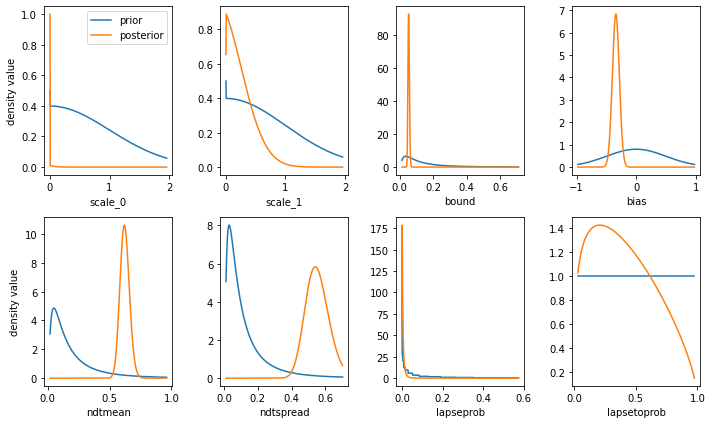 density value
1.0
0.8
0.6
0.4
0.2
0.0
prior
posterior
0 1 2
scale_0
0.8
0.6
0.4
0.2
0.0
0 1 2
scale_1
80
60
40
20
0
0.0 0.2 0.4 0.6
bound
7
6
5
4
3
2
1
0
−1 0 1
bias
density value
10
8
6
4
2
0
0.0 0.5 1.0
ndtmean
8
6
4
2
0
0.0 0.2 0.4 0.6
ndtspread
175
150
125
100
75
50
25
0
0.0 0.2 0.4 0.6
lapseprob
1.4
1.2
1.0
0.8
0.6
0.4
0.2
0.0 0.5 1.0
lapsetoprob